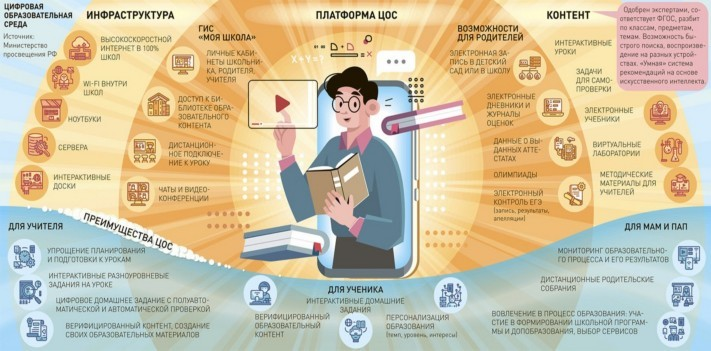 ЦИФРОВАЯ
ОБРАЗОВАТЕЛЬНАЯ
СРЕДА
Источник:
Министерство
просвещения РФ
ИНФРАСТРУКТУРА
ВЫСОКОСКОРОСТНОЙ
ИНТЕРНЕТ В 100%
ШКОЛ
WI-FI ВНУТРИ
ШКОЛ
НОУТБУКИ
СЕРВЕРА
ИНТЕРАКТИВНЫЕ
ДОСКИ
ПЛАТФОРМА ЦОС
ГИС
«МОЯ ШКОЛА»
ЛИЧНЫЕ КАБИ-
НЕТЫ ШКОЛЬНИ-
КА, РОДИТЕЛЯ,
УЧИТЕЛЯ
ДОСТУП К БИ-
БЛИОТЕКЕ ОБРА-
ЗОВАТЕЛЬНОГО
КОНТЕНТА
ДИСТАНЦИОН-
НОЕ ПОДКЛЮЧЕ-
НИЕ К УРОКУ
ЧАТЫ И ВИДЕО-
КОНФЕРЕНЦИИ
X+Y=?
ВОЗМОЖНОСТИ
ДЛЯ РОДИТЕЛЕЙ
ЭЛЕКТРОННАЯ ЗА-
ПИСЬ В ДЕТСКИЙ
САД ИЛИ В ШКОЛУ
ЭЛЕКТРОННЫЕ
ДНЕВНИКИ И
ЖУРНАЛЫ
ОЦЕНОК
ДАННЫЕ О ВЫ-
ДАННЫХ АТТЕ-
СТАТАХ
ОЛИМПИАДЫ
ЭЛЕКТРОННЫЙ
КОНТРОЛЬ ЕГЭ
(запись, результаты,
апелляции)
КОНТЕНТ
ИНТЕРАКТИВНЫЕ
УРОКИ
ЗАДАЧИ
ДЛЯ САМО-
ПРОВЕРКИ
ЭЛЕКТРОННЫЕ
УЧЕБНИКИ
ВИРТУАЛЬНЫЕ
ЛАБОРАТОРИИ
МЕТОДИЧЕСКИЕ
МАТЕРИАЛЫ ДЛЯ
УЧИТЕЛЕЙ
Одобрен экспертами, со-
ответствует ФГОС, разбит
по классам, предметам,
темам. Возможность бы-
строго поиска, воспроизве-
дение на разных устрой-
ствах. «Умная» система
рекомендаций на основе
искусственного интеллекта.
ПРЕИМУЩЕСТВА ЦОС
ДЛЯ УЧИТЕЛЯ
УПРОЩЕНИЕ ПЛАНИРОВАНИЯ
И ПОДГОТОВКИ К УРОКАМ
ИНТЕРАКТИВНЫЕ РАЗНОУРОВНЕВЫЕ
ЗАДАНИЯ НА УРОКЕ
ЦИФРОВОЕ ДОМАШНЕЕ ЗАДАНИЕ С ПОЛУАВТО-
МАТИЧЕСКОЙ И АВТОМАТИЧЕСКОЙ ПРОВЕРКОЙ
ВЕРИФИЦИРОВАННЫЙ КОНТЕНТ, СОЗДАНИЕ
СВОИХ ОБРАЗОВАТЕЛЬНЫХ МАТЕРИАЛОВ
ДЛЯ УЧЕНИКА
ИНТЕРАКТИВНЫЕ ДОМАШНИЕ
ЗАДАНИЯ
ВЕРИФИЦИРОВАННЫЙ
ОБРАЗОВАТЕЛЬНЫЙ
КОНТЕНТ
ПЕРСОНАЛИЗАЦИЯ
ОБРАЗОВАНИЯ
(темп, уровень, интересы)
ДЛЯ МАМ И ПАП
МОНИТОРИНГ ОБРАЗОВАТЕЛЬНО-
ГО ПРОЦЕССА И ЕГО РЕЗУЛЬТАТОВ
ДИСТАНЦИОННЫЕ РОДИТЕЛЬСКИЕ
СОБРАНИЯ
ВОВЛЕЧЕНИЕ В ПРОЦЕСС ОБРАЗОВАНИЯ: УЧА-
СТИЕ В ФОРМИРОВАНИИ ШКОЛЬНОЙ ПРОГРАМ-
МЫ И ДОПОБРАЗОВАНИЯ, ВЫБОР СЕРВИСОВ